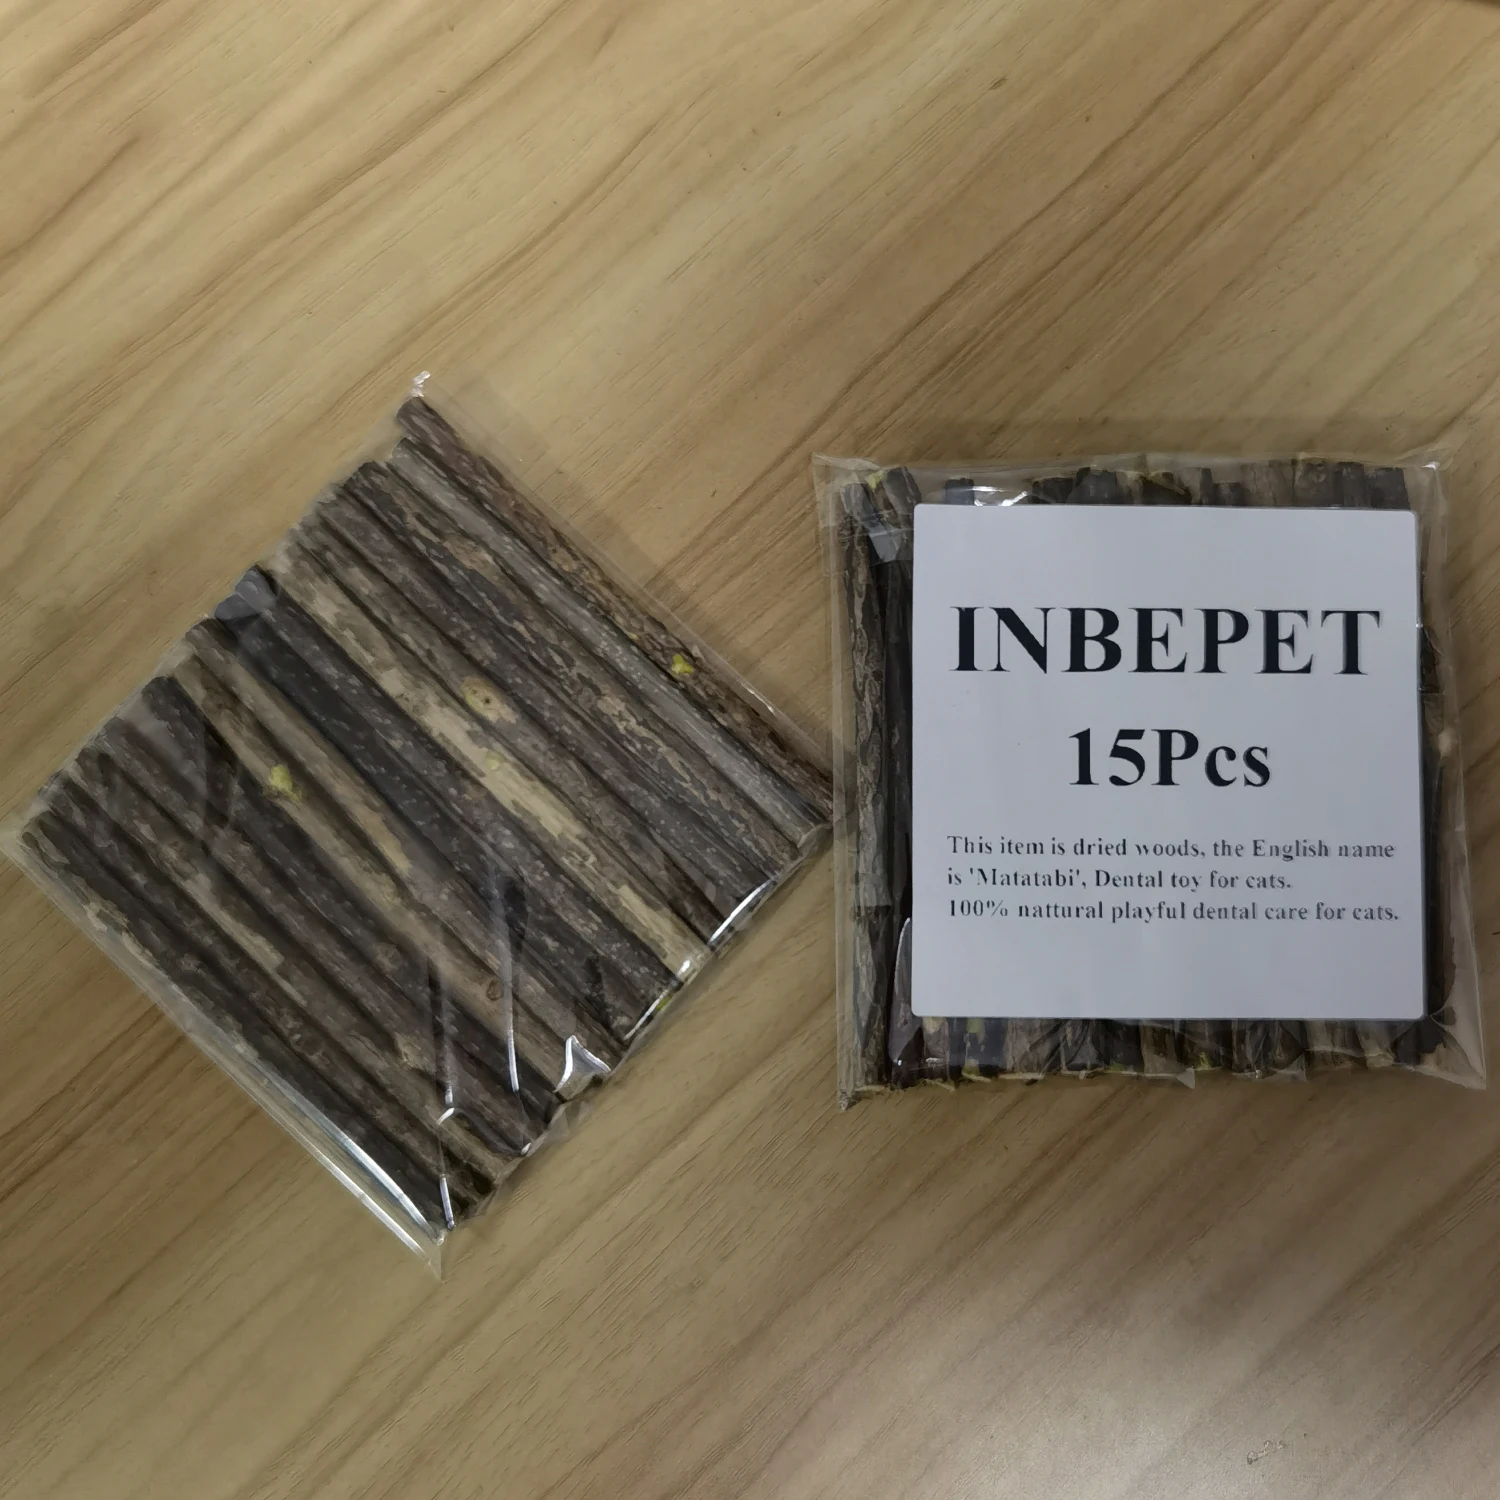 INBEPET
15Pcs
This item is dried woods, the English name
is 'Matatabi', Dental toy for cats.
100% nattural playful dental care for cats.